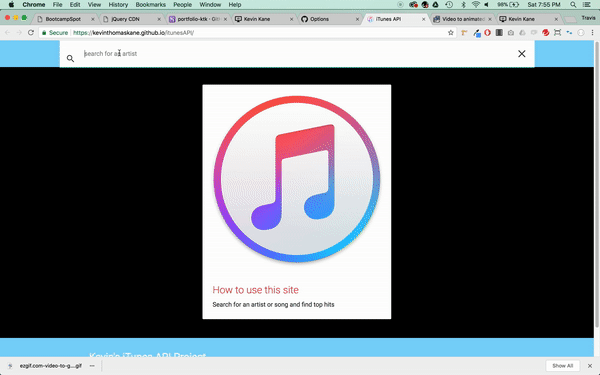 Chrome File Edit View History Bookmarks People Window Help
98% Sat 7:55 PM
BootcampSpot
jQuery CDN
portfolio-ktk - Github.io
Kevin Kane
Options
iTunes API
Video to animated
Kevin Kane
Travis
Secure https://kevinthomaskane.github.io/itunesAPI/
search for an artist
How to use this site
Search for an artist or song and find top hits
Kevin's iTunes API Project
ezgif.com-video-to-g....gif
Show All